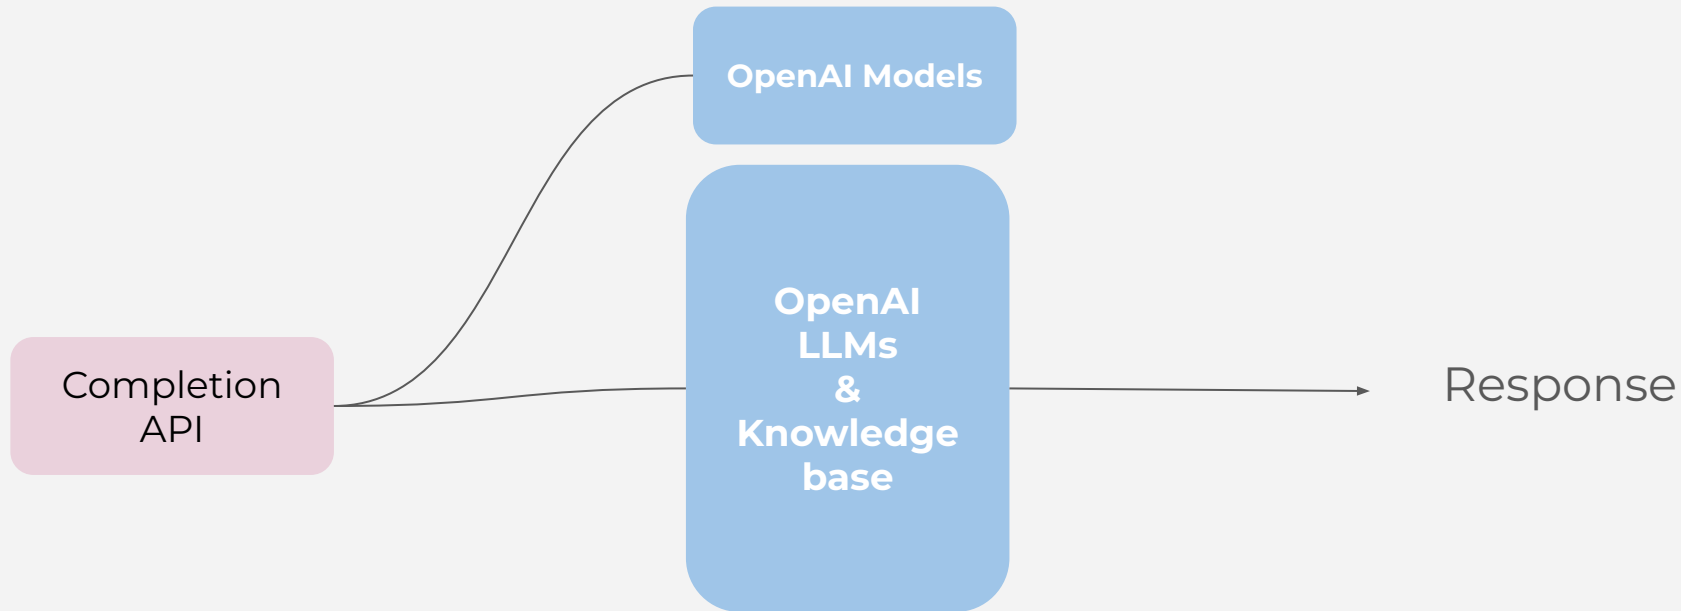 OpenAI Models
OpenAI
LLMs
&
Knowledge
base
Completion
API
Response